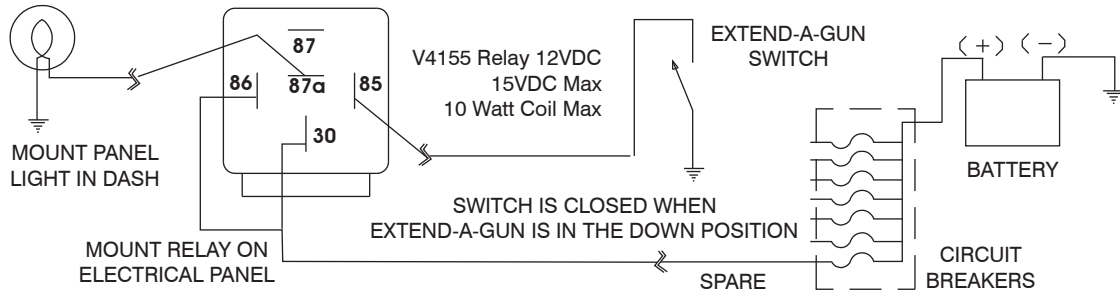 87
86
87a
85
30
V4155 Relay 12VDC
15VDC Max
10 Watt Coil Max
EXTEND-A-GUN
SWITCH
(+) (-)
BATTERY
MOUNT PANEL
LIGHT IN DASH
SWITCH IS CLOSED WHEN
EXTEND-A-GUN IS IN THE DOWN POSITION
MOUNT RELAY ON
ELECTRICAL PANEL
SPARE
CIRCUIT
BREAKERS